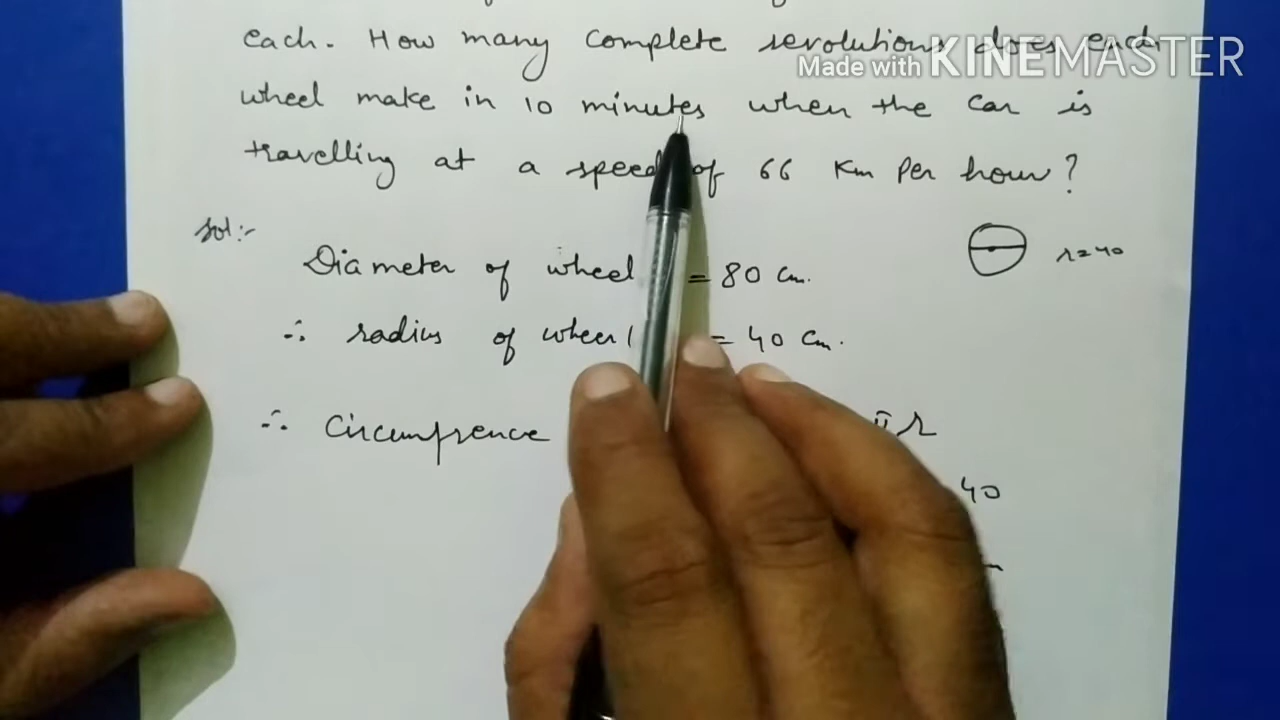 each. How many complete revolutions does each
Made with KINEMASTER
wheel make in 10 minutes when the car is
travelling at a speed of 66 Km Per hour?
Sol:-
Diameter of wheel = 80 cm.
r=40
∴ radius of wheel = 40 cm.
∴ Circumfrence πr
40